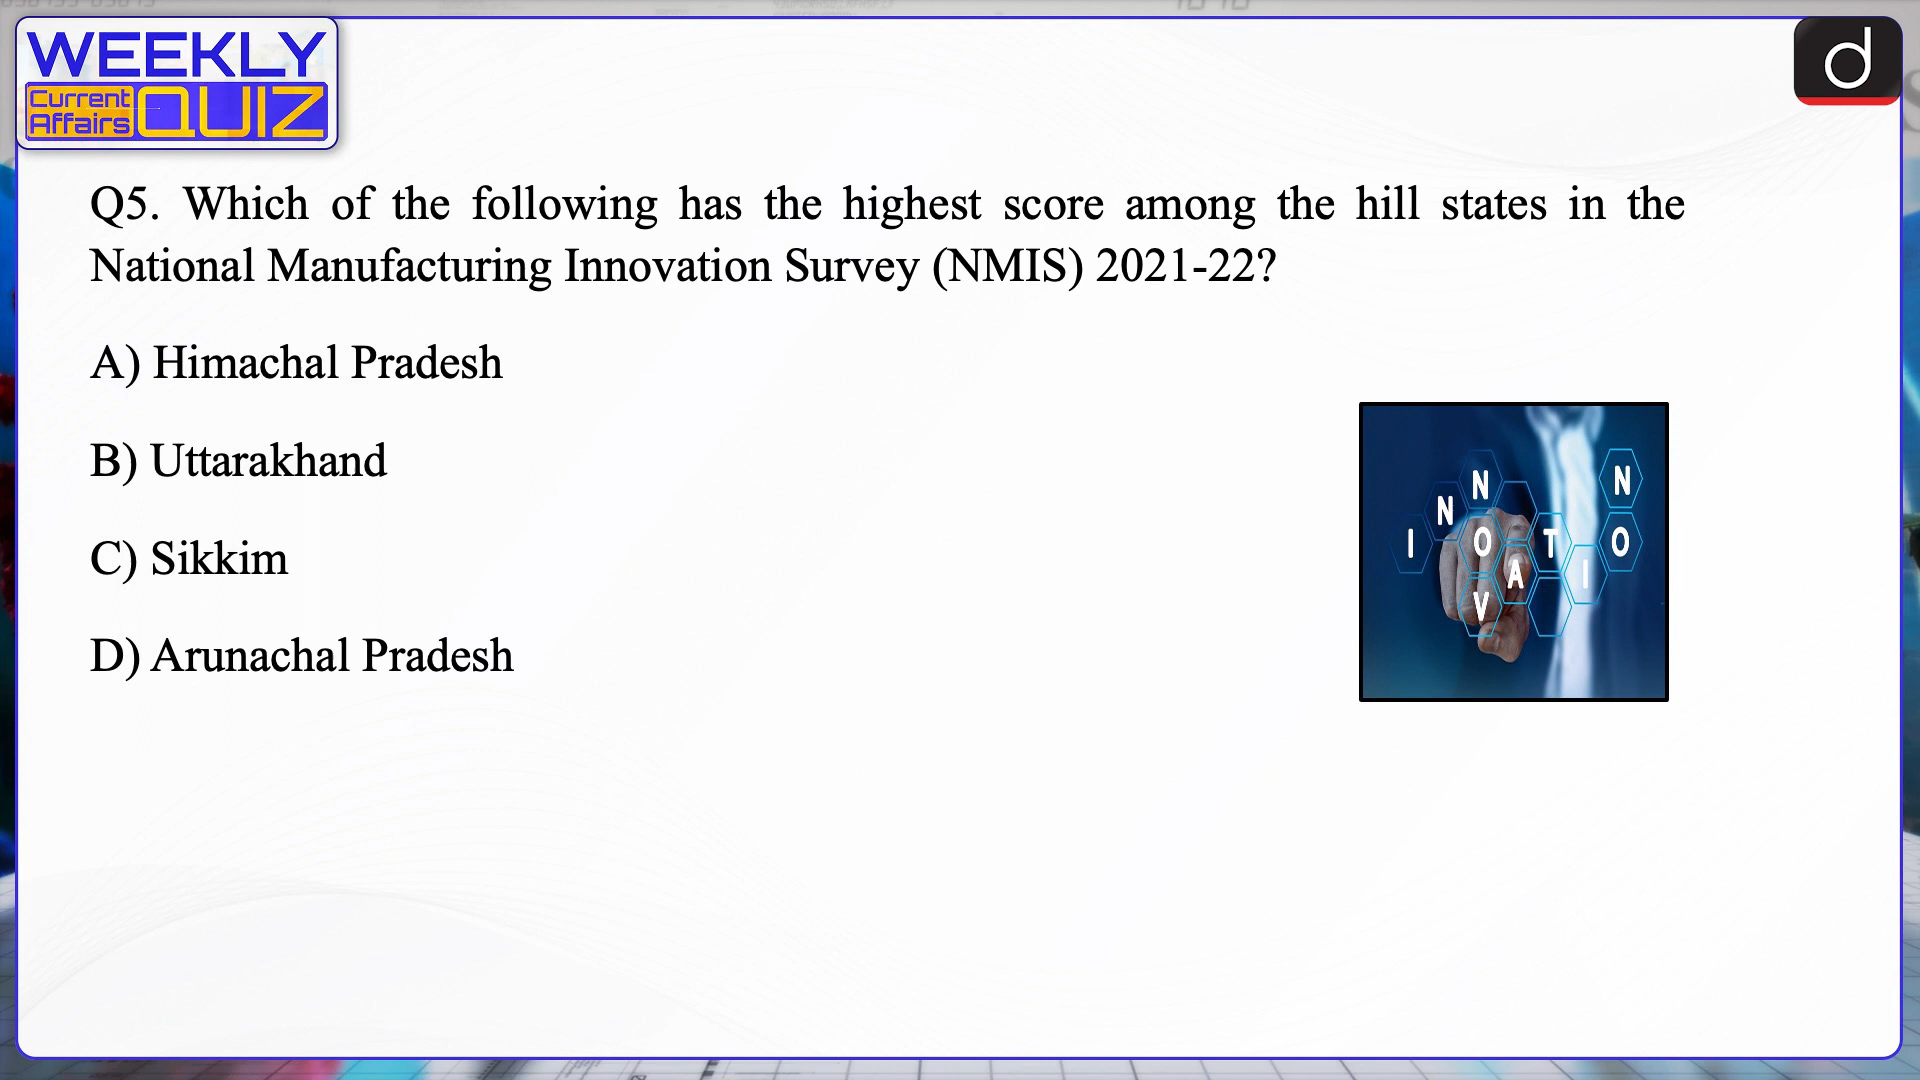 WEEKLY
Current
Affairs
QUIZ
d
Q5. Which of the following has the highest score among the hill states in the
National Manufacturing Innovation Survey (NMIS) 2021-22?
A) Himachal Pradesh
B) Uttarakhand
C) Sikkim
D) Arunachal Pradesh
INNOVATION